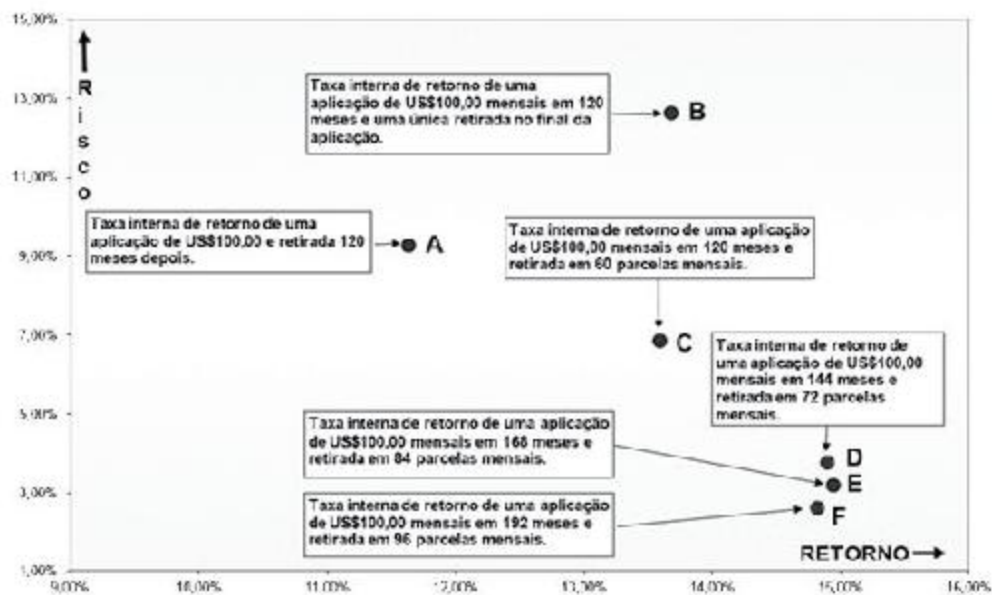 15,00%
13,00%
11,00%
9,00%
7,00%
5,00%
3,00%
1,00%
Risco
Taxa interna de retorno de uma
aplicação de US$100,00 mensais em 120
meses e uma única retirada no final da
aplicação.
B
Taxa interna de retorno de uma
aplicação de US$100,00 e retirada 120
meses depois.
A
Taxa interna de retorno de uma aplicação
de US$100,00 mensais em 120 meses e
retirada em 60 parcelas mensais.
C
Taxa interna de retorno de
uma aplicação de US$100,00
mensais em 144 meses e
retirada em 72 parcelas
mensais.
D
Taxa interna de retorno de uma aplicação
de US$100,00 mensais em 168 meses e
retirada em 84 parcelas mensais.
E
Taxa interna de retorno de uma aplicação
de US$100,00 mensais em 192 meses e
retirada em 96 parcelas mensais.
F
RETORNO
9,00% 10,00% 11,00% 12,00% 13,00% 14,00% 15,00% 16,00%